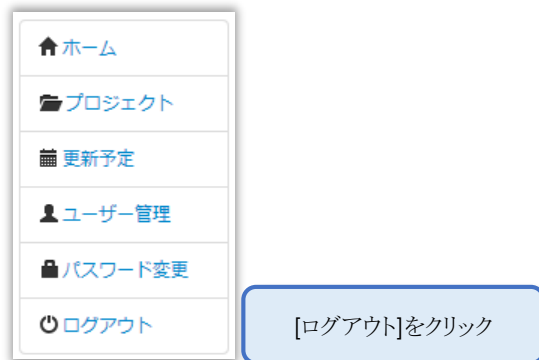 ホーム
プロジェクト
更新予定
ユーザー管理
パスワード変更
ログアウト
[ログアウト]をクリック